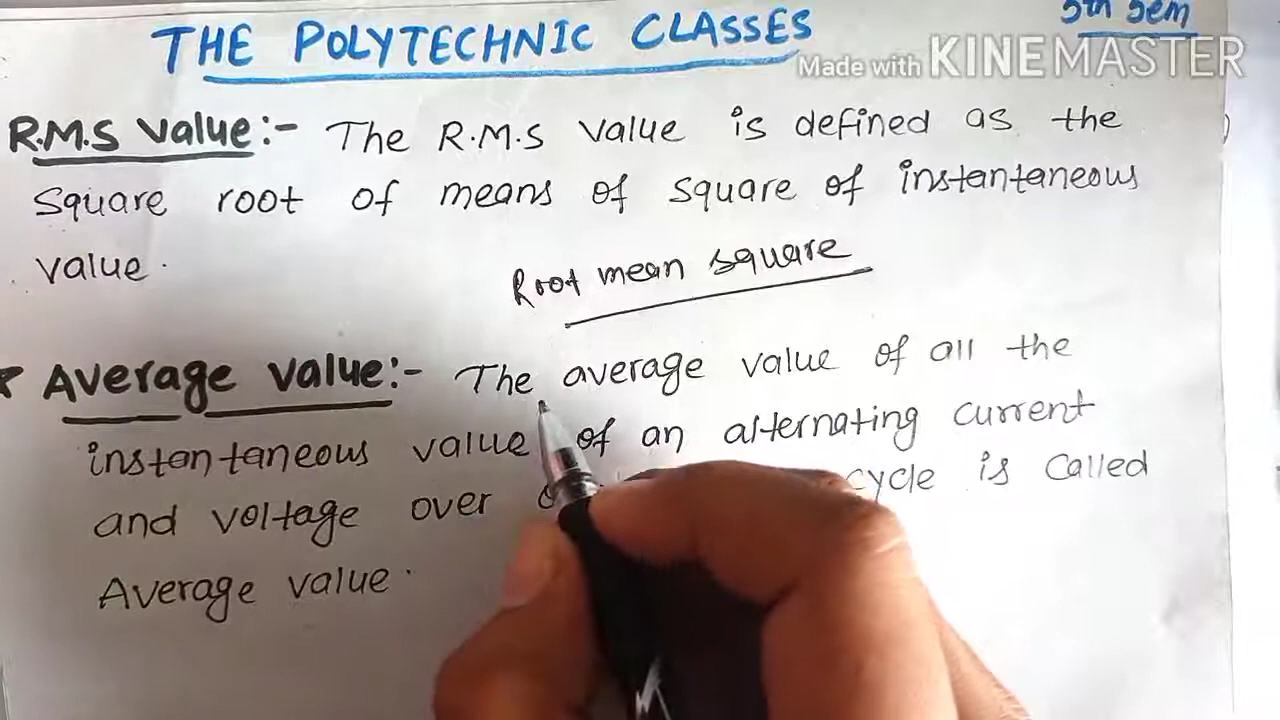 5th Sem
THE POLYTECHNIC CLASSES
Made with KINEMASTER
R.M.S value:- The R.M.S value is defined as the
square root of means of square of instantaneous
value.
Root mean square
Average value:- The average value of all the
instantaneous value of an alternating current
and voltage over cycle is called
Average value.